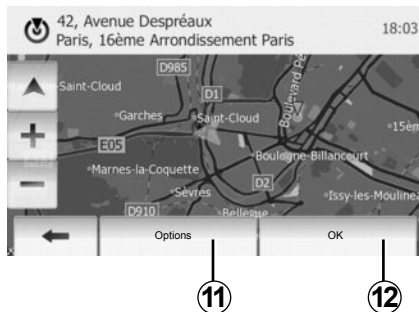 42, Avenue Despréaux
Paris, 16ème Arrondissement Paris
18:03
D985
Saint-Cloud
D1
Boulevard P
Garches
Saint-Cloud
15èm
E05
Boulogne-Billancourt
Marnes-la-Coquette
Sèvres
D2
Issy-les-Moulinea
D910
Bellevue
Options
OK
11
12